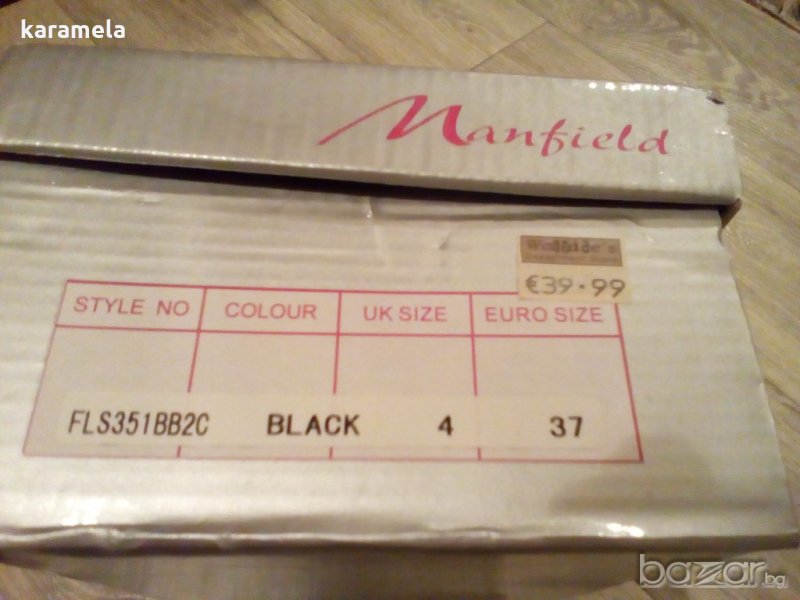 karamela
Manfield
€39.99
STYLE NO COLOUR UK SIZE EURO SIZE
FLS351BB2C BLACK 4 37
bazar.bg